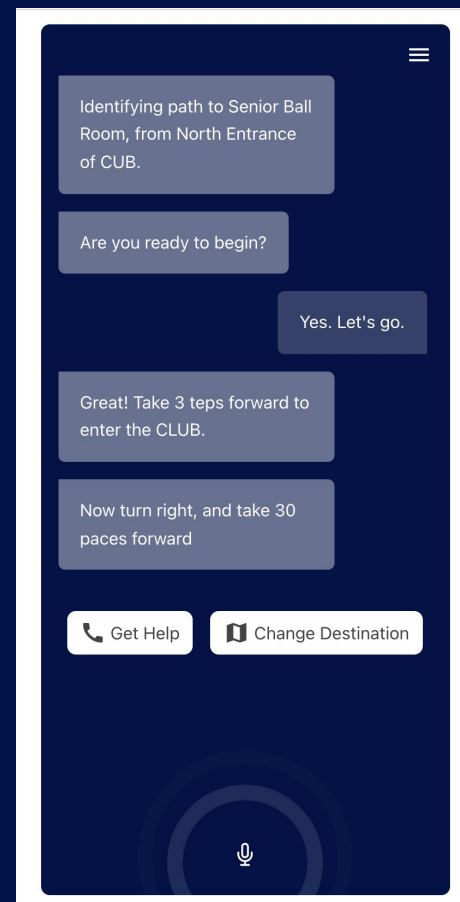 Identifying path to Senior Ball
Room, from North Entrance
of CUB.
Are you ready to begin?
Yes. Let's go.
Great! Take 3 teps forward to
enter the CLUB.
Now turn right, and take 30
paces forward
Get Help
Change Destination